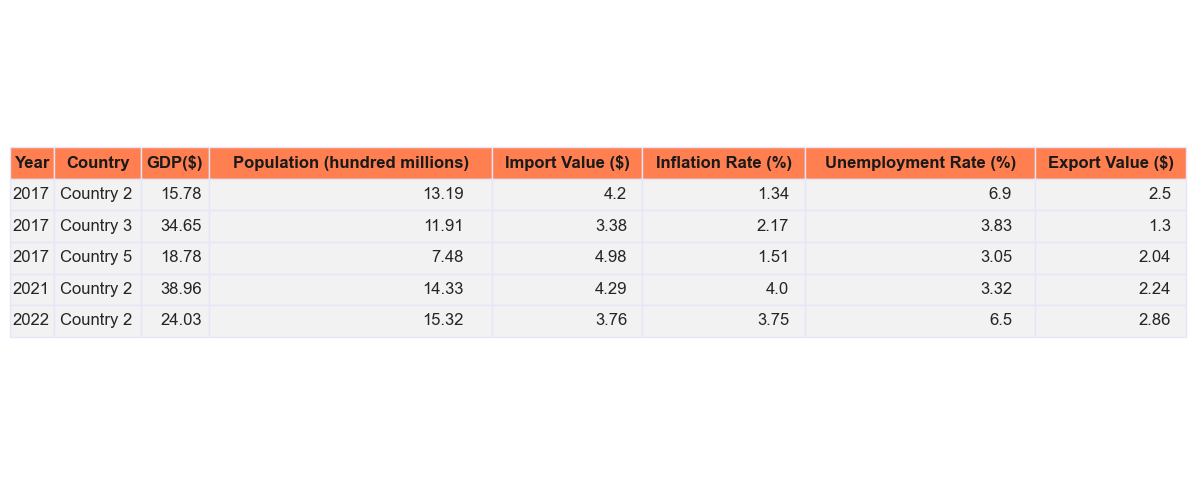 Year Country GDP($) Population (hundred millions) Import Value ($) Inflation Rate (%) Unemployment Rate (%) Export Value ($)
2017 Country 2 15.78 13.19 4.2 1.34 6.9 2.5
2017 Country 3 34.65 11.91 3.38 2.17 3.83 1.3
2017 Country 5 18.78 7.48 4.98 1.51 3.05 2.04
2021 Country 2 38.96 14.33 4.29 4.0 3.32 2.24
2022 Country 2 24.03 15.32 3.76 3.75 6.5 2.86